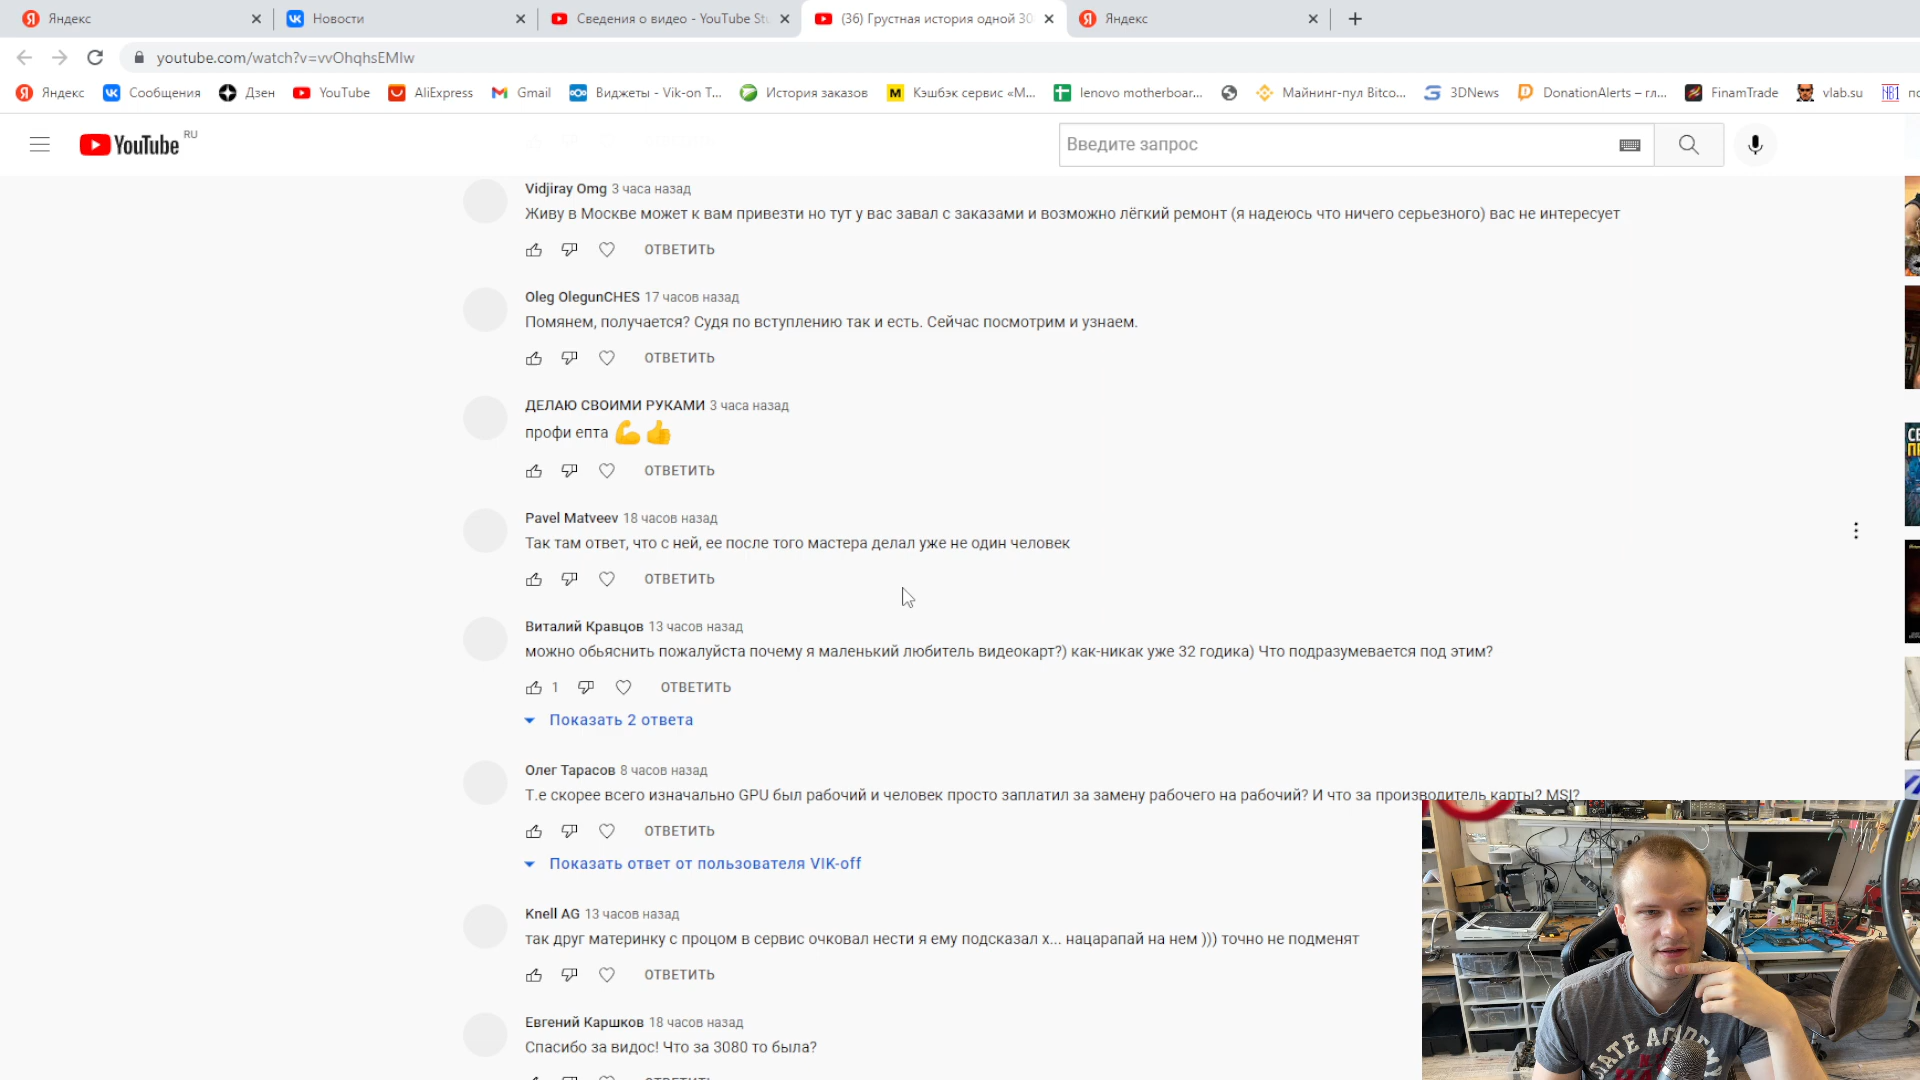 Яндекс
Новости
Сведения о видео - YouTube St
(36) Грустная история одной 30
Яндекс
youtube.com/watch?v=vvOhqhsEMIw
Яндекс
Сообщения
Дзен
YouTube
AliExpress
Gmail
Виджеты - Vik-on T...
История заказов
Кэшбэк сервис «М...
lenovo motherboar...
Майнинг-пул Bitco...
3DNews
DonationAlerts – гл...
FinamTrade
vlab.su
YouTube RU
Введите запрос
Vidjiray Omg 3 часа назад
Живу в Москве может к вам привезти но тут у вас завал с заказами и возможно лёгкий ремонт (я надеюсь что ничего серьезного) вас не интересует
ОТВЕТИТЬ
Oleg OlegunCHES 17 часов назад
Помянем, получается? Судя по вступлению так и есть. Сейчас посмотрим и узнаем.
ОТВЕТИТЬ
ДЕЛАЮ СВОИМИ РУКАМИ 3 часа назад
профи епта 💪👍
ОТВЕТИТЬ
Pavel Matveev 18 часов назад
Так там ответ, что с ней, ее после того мастера делал уже не один человек
ОТВЕТИТЬ
Виталий Кравцов 13 часов назад
можно обьяснить пожалуйста почему я маленький любитель видеокарт?) как-никак уже 32 годика) Что подразумевается под этим?
1 ОТВЕТИТЬ
Показать 2 ответа
Олег Тарасов 8 часов назад
Т.е скорее всего изначально GPU был рабочий и человек просто заплатил за замену рабочего на рабочий? И что за производитель карты? MSI?
ОТВЕТИТЬ
Показать ответ от пользователя VIK-off
Knell AG 13 часов назад
так друг материнку с процом в сервис очковал нести я ему подсказал х... нацарапай на нем ))) точно не подменят
ОТВЕТИТЬ
Евгений Каршков 18 часов назад
Спасибо за видос! Что за 3080 то была?
ОТВЕТИТЬ